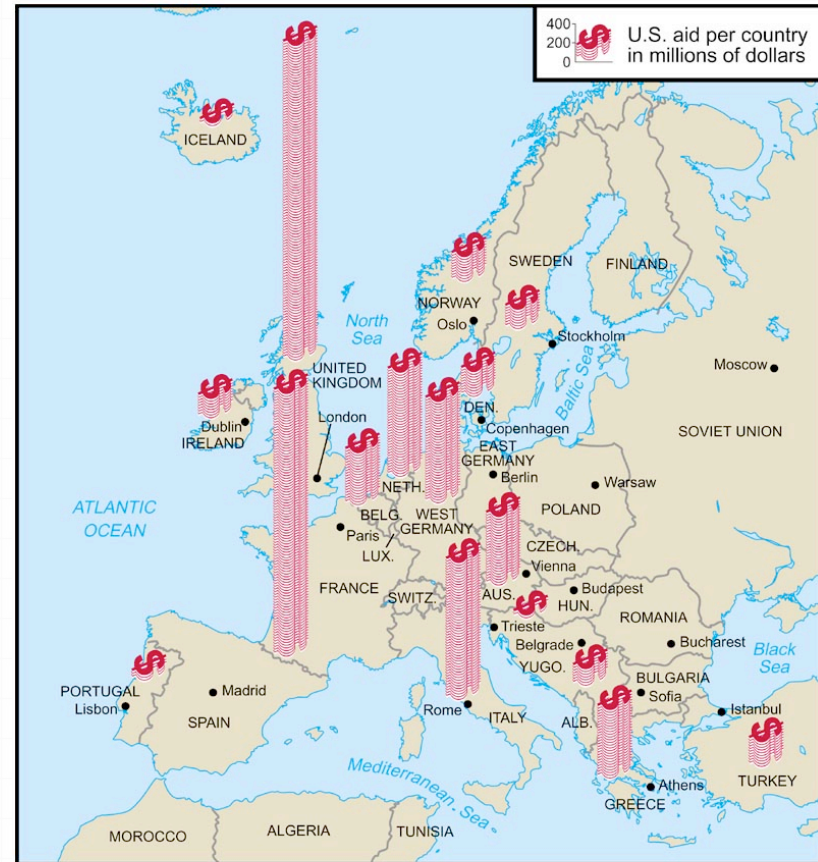 400
200
0
$
U.S. aid per country
in millions of dollars
$
$
ICELAND
$
SWEDEN
FINLAND
NORWAY
$
Oslo
North
Sea
Stockholm
Baltic Sea
Moscow
UNITED
KINGDOM
$
$
$
$
$
London
DEN.
Copenhagen
Dublin
IRELAND
SOVIET UNION
$
EAST
GERMANY
Berlin
NETH.
Warsaw
POLAND
ATLANTIC
OCEAN
BELG.
WEST
GERMANY
$
Paris
LUX.
CZECH.
$
Vienna
FRANCE
SWITZ.
AUS.
Budapest
HUN.
$
ROMANIA
Trieste
Belgrade
Bucharest
Black
Sea
YUGO.
$
$
BULGARIA
Sofia
PORTUGAL
Lisbon
Madrid
SPAIN
Rome
ITALY
ALB.
$
Istanbul
$
TURKEY
Mediterranean Sea
Athens
GREECE
MOROCCO
ALGERIA
TUNISIA